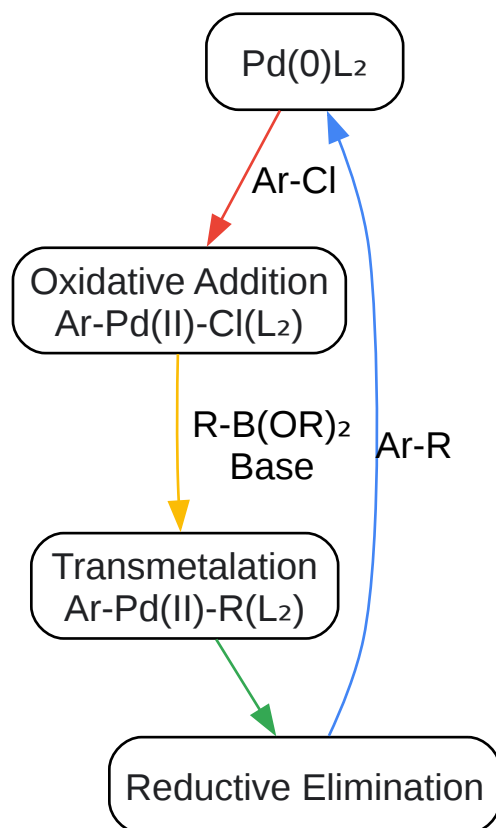 Pd(0)L₂
Ar-Cl
Oxidative Addition
Ar-Pd(II)-Cl(L₂)
R-B(OR)₂
Base
Ar-R
Transmetalation
Ar-Pd(II)-R(L₂)
Reductive Elimination